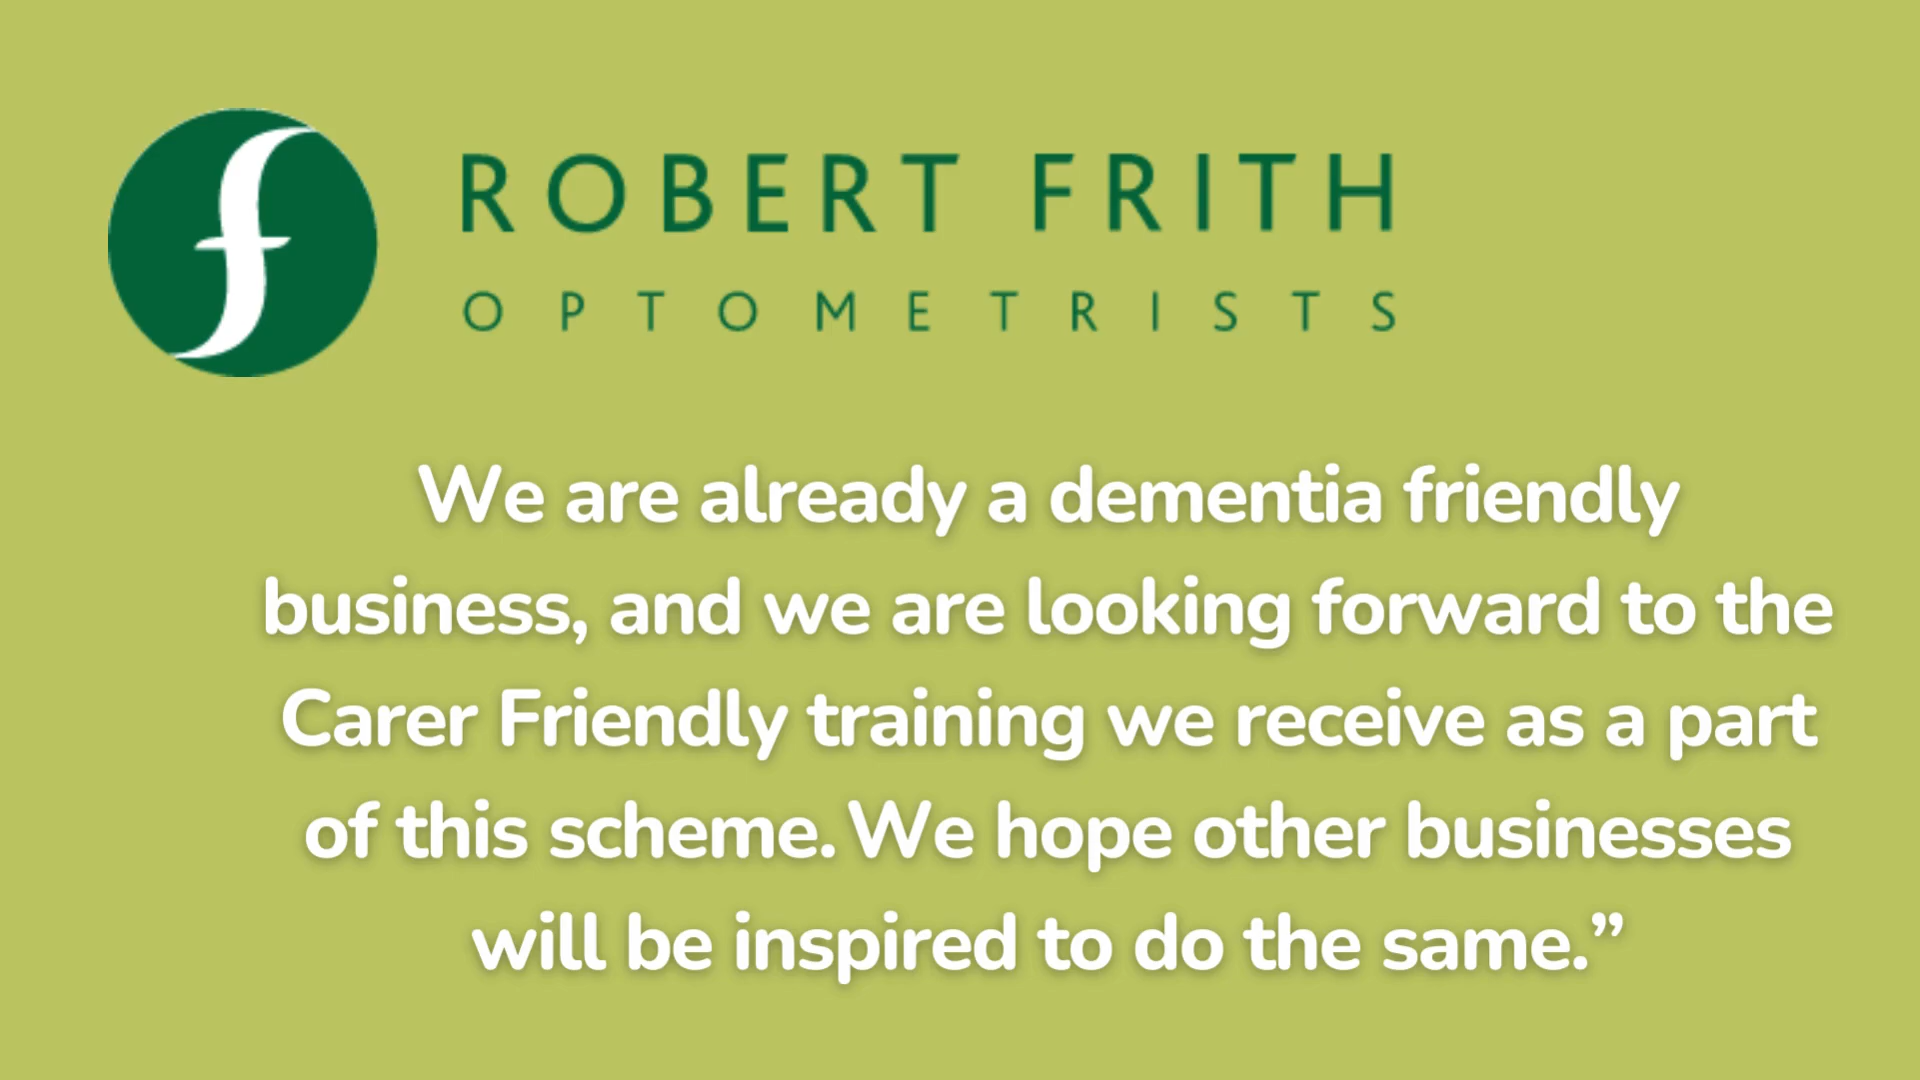 f
ROBERT FRITH
OPTOMETRISTS
We are already a dementia friendly
business, and we are looking forward to the
Carer Friendly training we receive as a part
of this scheme. We hope other businesses
will be inspired to do the same.”